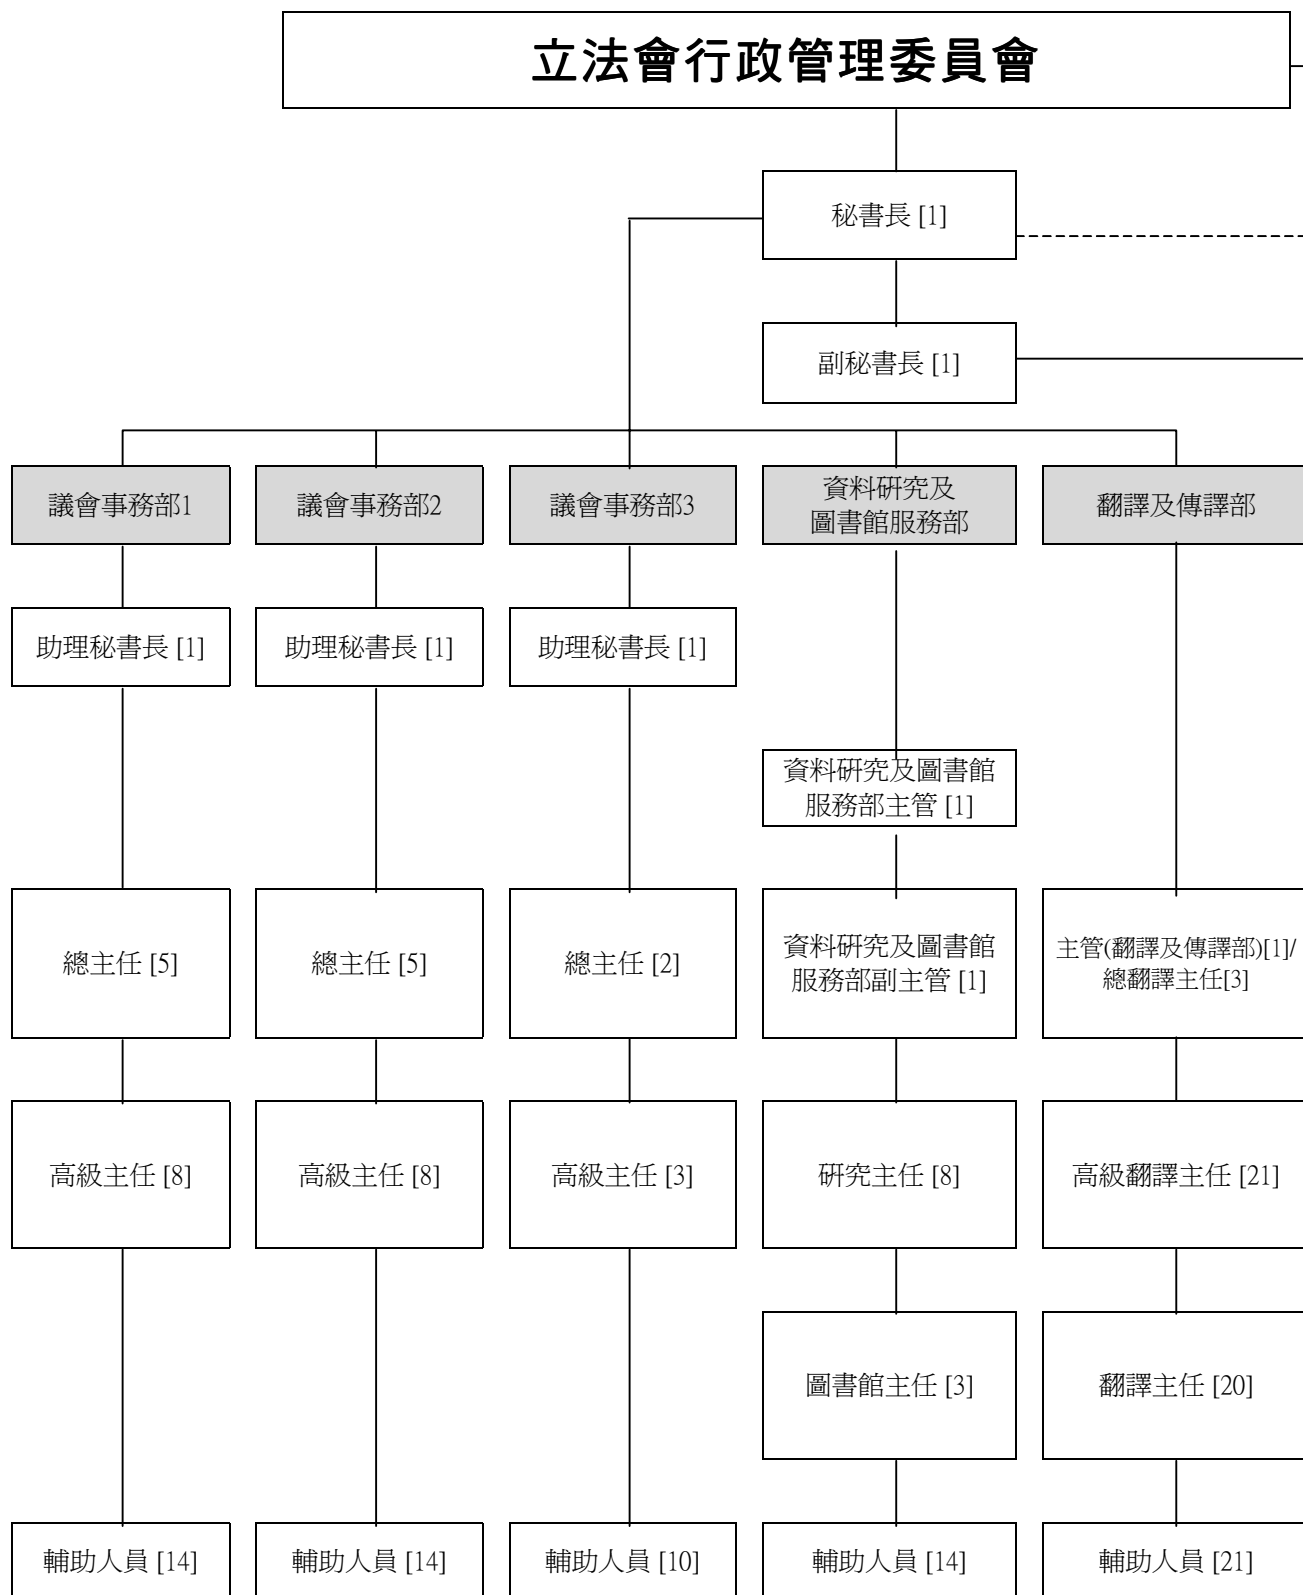 立法會行政管理委員會
秘書長 [1]
副秘書長 [1]
議會事務部1
議會事務部2
議會事務部3
資料研究及
圖書館服務部
翻譯及傳譯部
助理秘書長 [1]
助理秘書長 [1]
助理秘書長 [1]
資料研究及圖書館
服務部主管 [1]
總主任 [5]
總主任 [5]
總主任 [2]
資料研究及圖書館
服務部副主管 [1]
主管(翻譯及傳譯部)[1]/
總翻譯主任[3]
高級主任 [8]
高級主任 [8]
高級主任 [3]
研究主任 [8]
高級翻譯主任 [21]
圖書館主任 [3]
翻譯主任 [20]
輔助人員 [14]
輔助人員 [14]
輔助人員 [10]
輔助人員 [14]
輔助人員 [21]